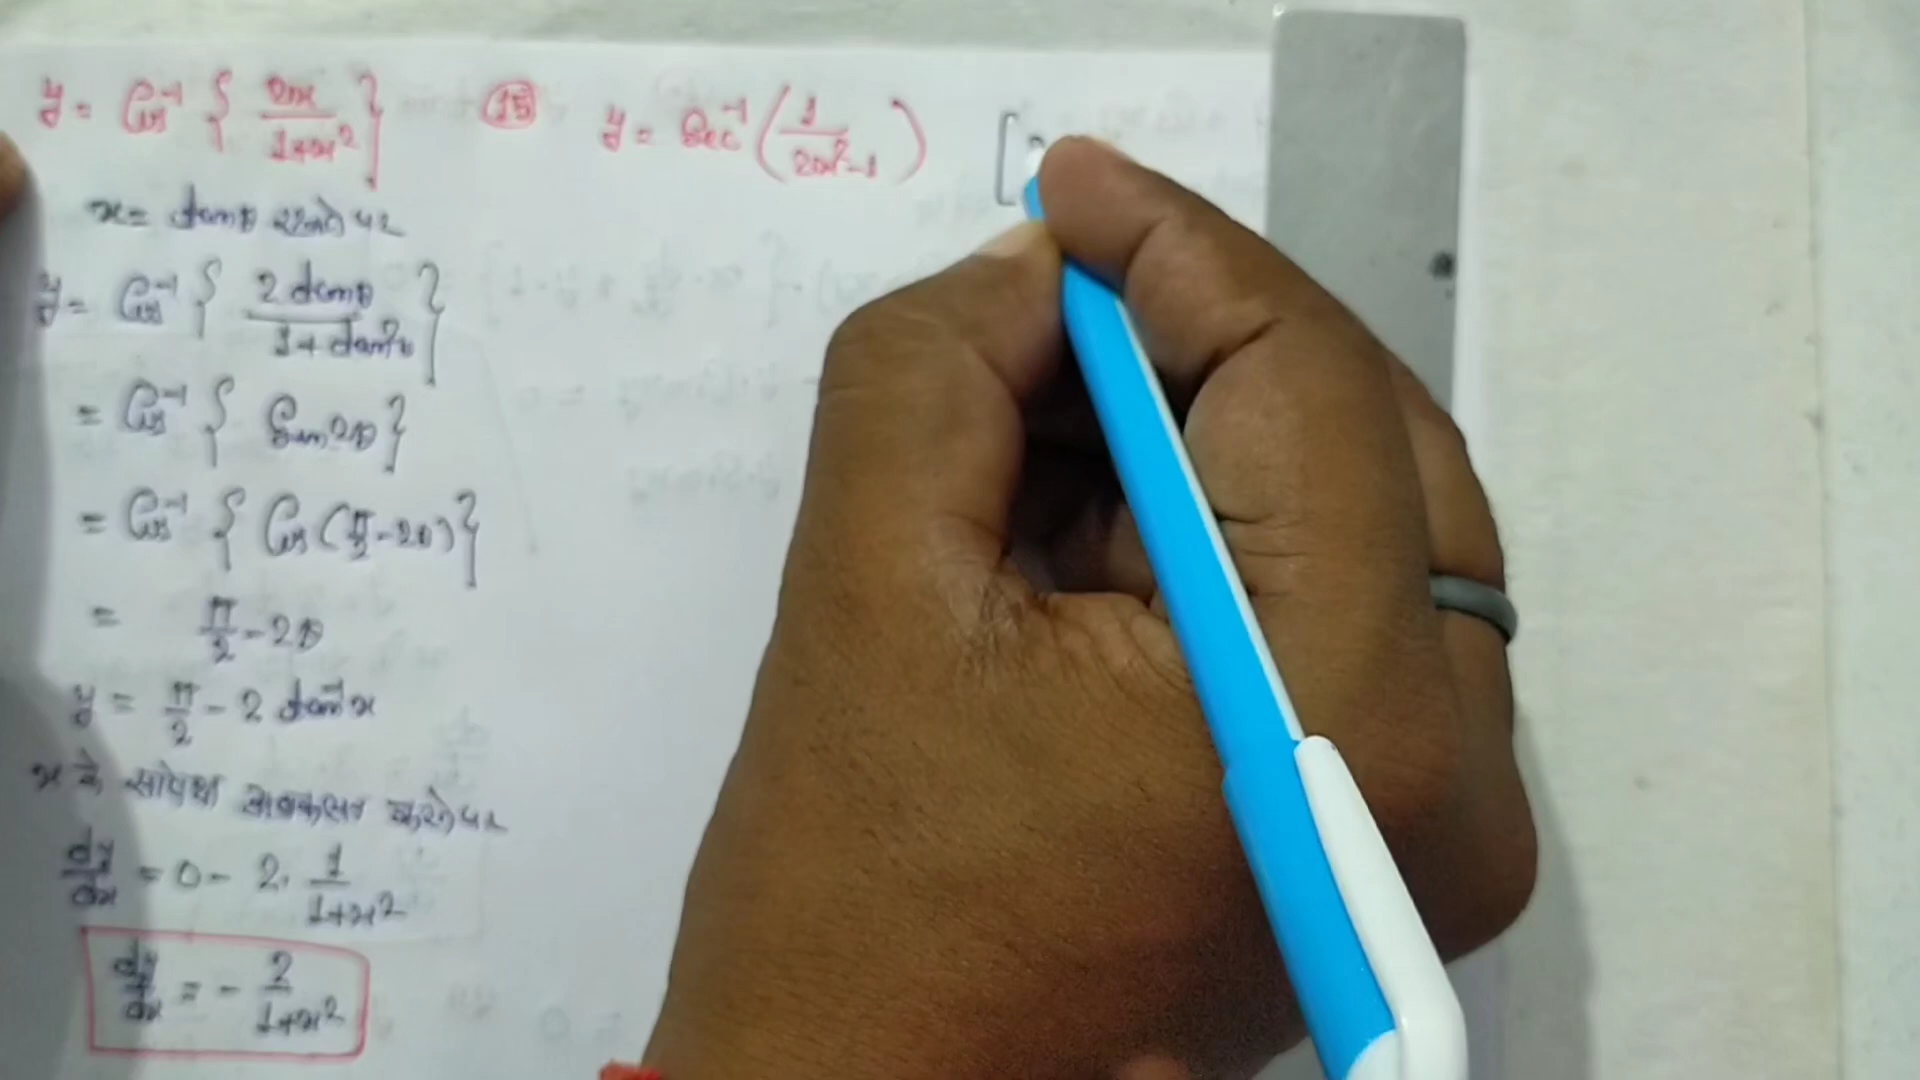 y = Cos⁻¹ { 2x / 1+x² }
x = tanθ रखने पर
y = Cos⁻¹ { 2 tanθ / 1+tan²θ }
= Cos⁻¹ { Sin2θ }
= Cos⁻¹ { Cos (π/2 - 2θ) }
= π/2 - 2θ
y = π/2 - 2 tan⁻¹x
x के सापेक्ष अवकलन करने पर
dy/dx = 0 - 2. 1/1+x²
dy/dx = - 2/1+x²
(15) y = Sec⁻¹ ( 1 / 2x²-1 ) [